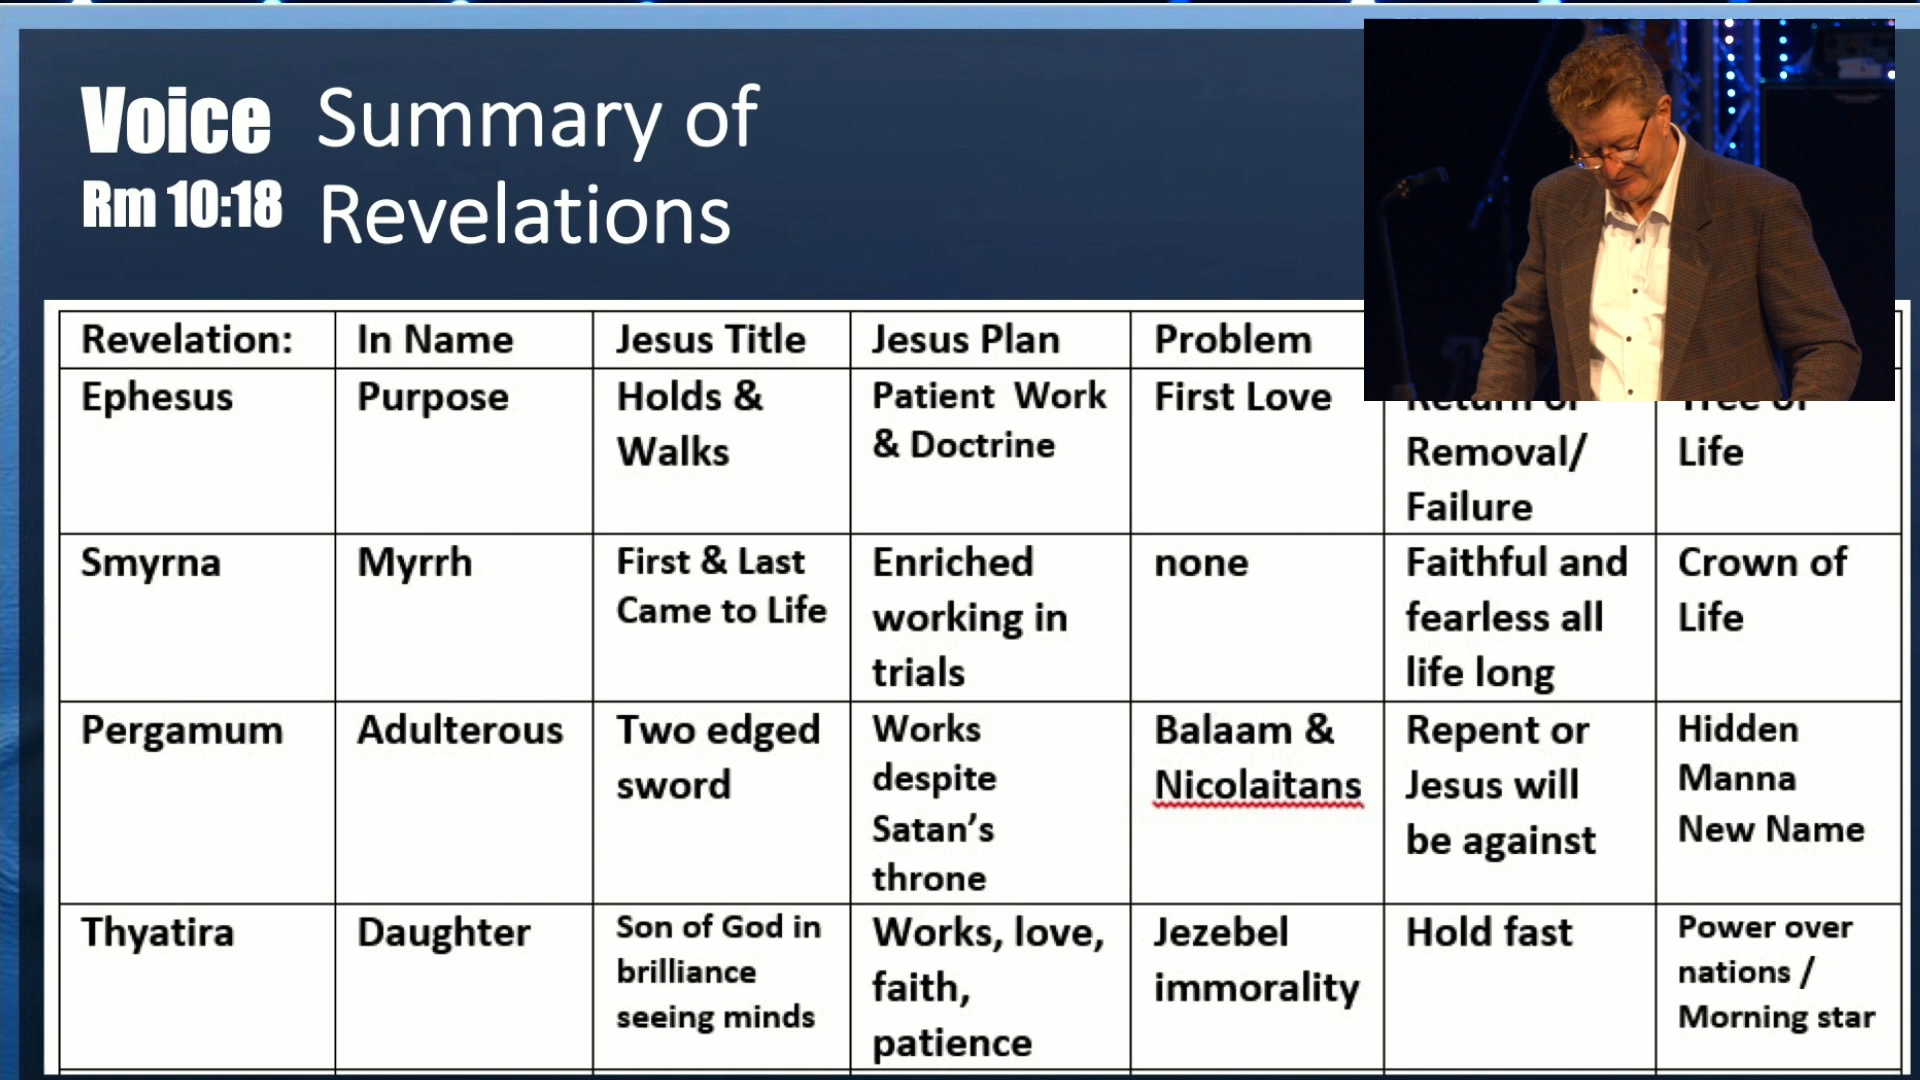 Voice
Rm 10:18
Summary of
Revelations
Revelation:
In Name
Jesus Title
Jesus Plan
Problem
Ephesus
Purpose
Holds &
Walks
Patient Work
& Doctrine
First Love
Return or
Removal/
Failure
Tree of
Life
Smyrna
Myrrh
First & Last
Came to Life
Enriched
working in
trials
none
Faithful and
fearless all
life long
Crown of
Life
Pergamum
Adulterous
Two edged
sword
Works
despite
Satan’s
throne
Balaam &
Nicolaitans
Repent or
Jesus will
be against
Hidden
Manna
New Name
Thyatira
Daughter
Son of God in
brilliance
seeing minds
Works, love,
faith,
patience
Jezebel
immorality
Hold fast
Power over
nations /
Morning star